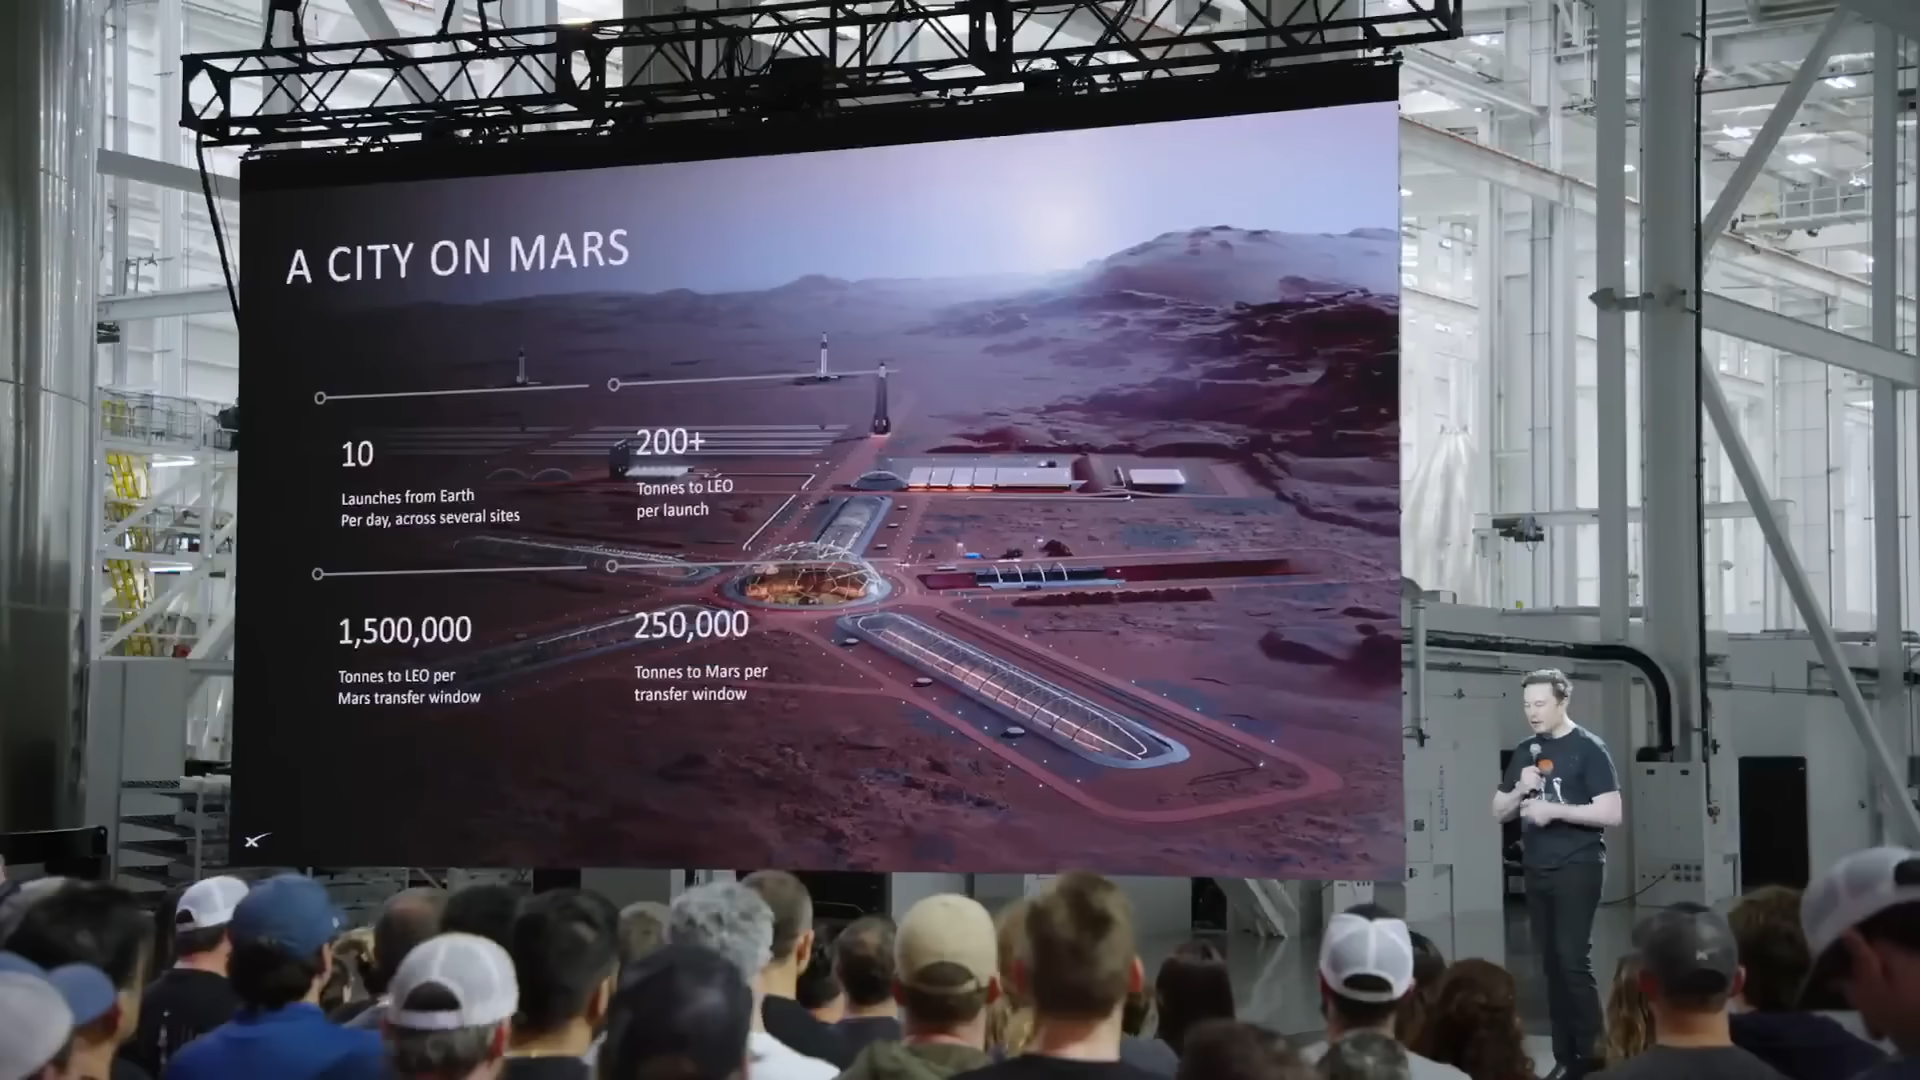 A CITY ON MARS
10
Launches from Earth
Per day, across several sites
200+
Tonnes to LEO
per launch
1,500,000
Tonnes to LEO per
Mars transfer window
250,000
Tonnes to Mars per
transfer window